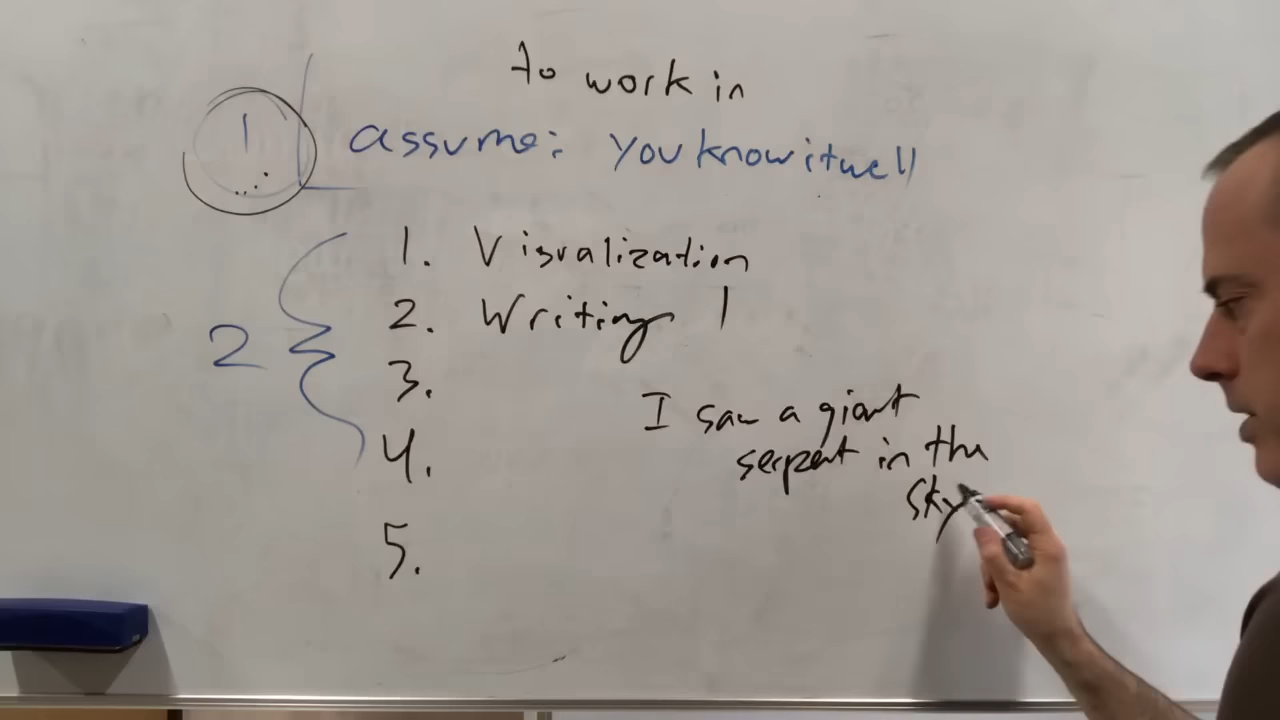 to work in
1 assume: you know it well
1. Visualization
2. Writing 1
2 3.
I saw a giant
serpent in the
4.
sky
5.